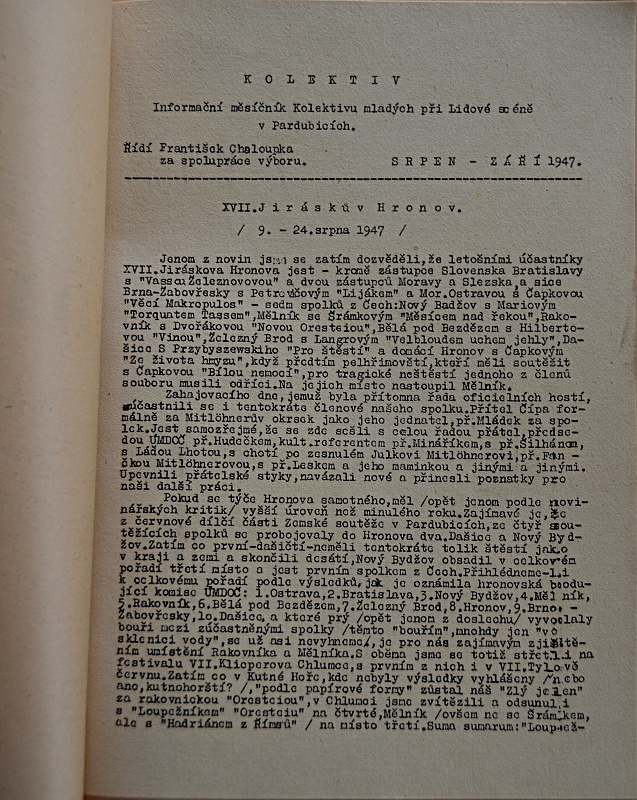 K O L E K T I V
Informační měsíčník Kolektivu mladých při Lidové scéně
v Pardubicích.
Řídí František Chaloupka
za spolupráce výboru. S R P E N - Z Á Ř Í 1947.
XVII.J i r á s k ů v H r o n o v.
/ 9. - 24.srpna 1947 /
Jenom z novin jsme se zatím dozvěděli,že letošními účastníky
XVII.Jiráskova Hronova jest - kromě zástupce Slovenska Bratislavy
s "Vassou Železnovovou" a dvou zástupců Moravy a Slezska,a sice
Brna-Žabovřesky s Petrovičovým "Lijákem" a Mor.Ostravou s Čapkovou
"Věcí Makropulos" - sedm spolků z Čech:Nový Badžov s Mariovým
"Torquatem Tassem",Mělník se Šrámkovým "Měsícem nad řekou",Rako-
vník s Dvořákovou "Novou Oresteiou",Bělá pod Bezdězem s Hilberto-
vou "Vinou",Železný Brod s Langrovým "Velbloudem uchem jehly",Da-
šice S Przybyszewskiho "Pro štěstí" a domácí Hronov s Čapkovým
"Ze života hmyzu",když předtím pelhřimovští,kteří měli soutěžit
s Čapkovou "Bílou nemocí",pro tragické neštěstí jednoho z členů
souboru musili odříci.Na jejich místo nastoupil Mělník.
Zahajovacího dne,jemuž byla přítomna řada oficielních hostí,
účastnili se i tentokráte členové našeho spolku.Přítel Čípa for-
málně za Mitlöhnerův okrsek jako jeho jednatel,př.Mládek za spo-
lek.Jest samozřejmé,že se zde sešli s celou řadou přátel,předse-
dou ÚMDOČ př.Hudečkem,kult.referentem př.Minaříkem,s př.Šilhánem,
s Láďou Lhotou,s chotí po zesnulém Julkovi Mitlöhnerovi,př.Fan -
čkou Mitlöhnerovou,s př.Leskem a jeho maminkou a jinými a jinými.
Upevnili přátelské styky,navázali nové a přinesli poznatky pro
naši další práci.
Pokud se týče Hronova samotného,měl /opět jenom podle novi-
nářských kritik/ vyšší úroveň než minulého roku.Zajímavé je,že
z červnové dílčí části Zemské soutěže v Pardubicích,ze čtyř sou-
těžících spolků se probojovaly do Hronova dva.Dašice a Nový Byd-
žov.Zatím co první-dašičtí-neměli tentokráte tolik štěstí jako
v kraji a zemi a skončili desátí,Nový Bydžov obsadil v celkovém
pořadí třetí místo a jest prvním spolkem z Čech.Přihlédneme-li
k celkovému pořadí podle výsledků,jak je oznámila hronovská bodu-
jící komise ÚMDOČ: 1.Ostrava,2.Bratislava,3.Nový Bydžov,4.Mělník,
5.Rakovník,6.Bělá pod Bezdězem,7.Železný Brod,8.Hronov,9.Brno -
Žabovřesky,lo.Dašice,a které prý /opět jenom z doslechu/ vyvolaly
bouři mezi zúčastněnými spolky /těmto "bouřím",mnohdy jen "ve
sklenici vody",se už asi nevyhneme,je pro nás zajímavým zjiště-
ním umístění Rakovníka a Mělníka.S oběma jsme se totiž střetli na
festivalu VII.Klicperova Chlumce,s prvním z nich i v VII.Tylově
červnu.Zatím co v Kutné Hoře,kde nebyly výsledky vyhlášeny /nebo
ano,kutnohorští? /,"podle papírové formy" zůstal náš "Zlý jelen"
za rakovnickou "Oresteiou",v Chlumci jsme zvítězili a odsunuli
s "Loupežníkem" "Oresteiu" na čtvrté,Mělník /ovšem ne se Šrámkem,
ale s "Hadriánem z Římsů" / na místo třetí.Suma sumarum:"Loupež-